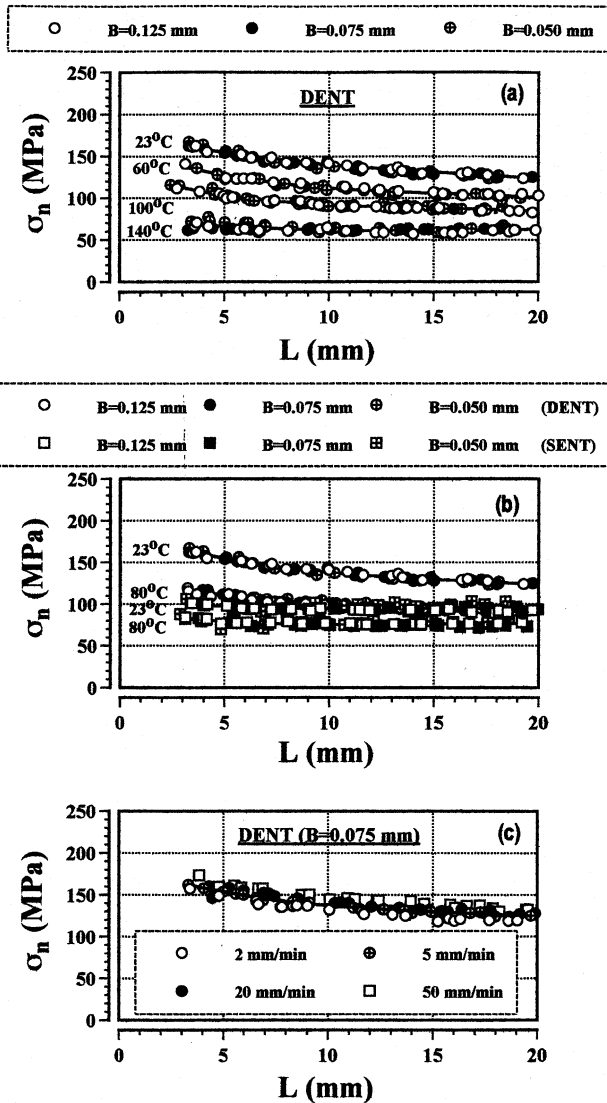 B=0.125 mm B=0.075 mm B=0.050 mm
250
200
150
100
50
0
σn (MPa)
DENT
(a)
23°C
60°C
100°C
140°C
0 5 10 15 20
L (mm)
B=0.125 mm B=0.075 mm B=0.050 mm (DENT)
B=0.125 mm B=0.075 mm B=0.050 mm (SENT)
250
200
150
100
50
0
σn (MPa)
(b)
23°C
80°C
23°C
80°C
0 5 10 15 20
L (mm)
250
200
150
100
50
0
σn (MPa)
DENT (B=0.075 mm)
(c)
2 mm/min 5 mm/min
20 mm/min 50 mm/min
0 5 10 15 20
L (mm)